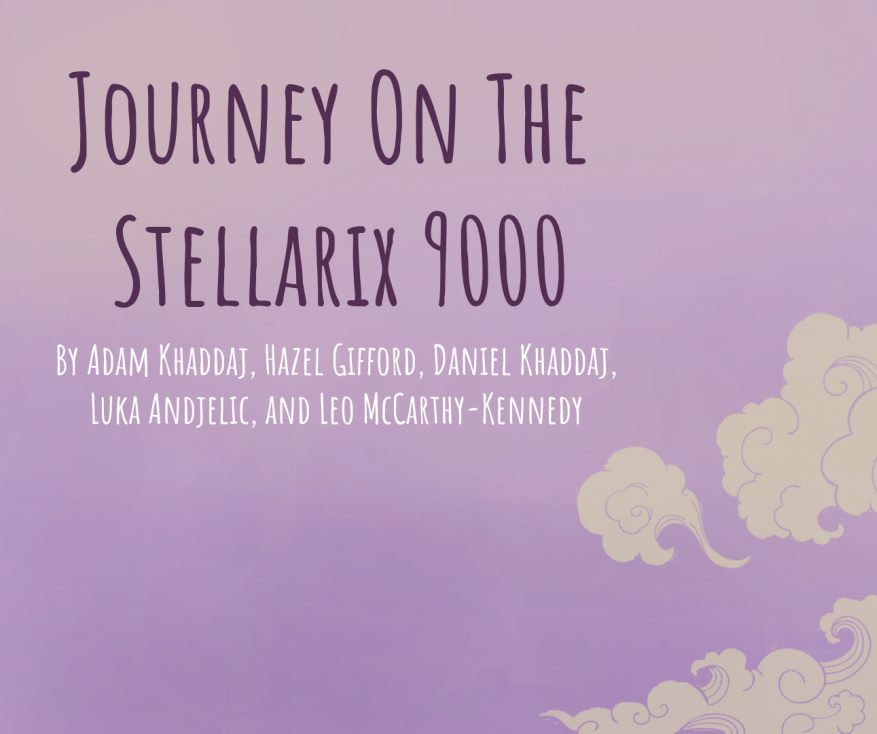 Journey On The
Stellarix 9000
By Adam Khaddaj, Hazel Gifford, Daniel Khaddaj,
Luka Andjelic, and Leo McCarthy-Kennedy